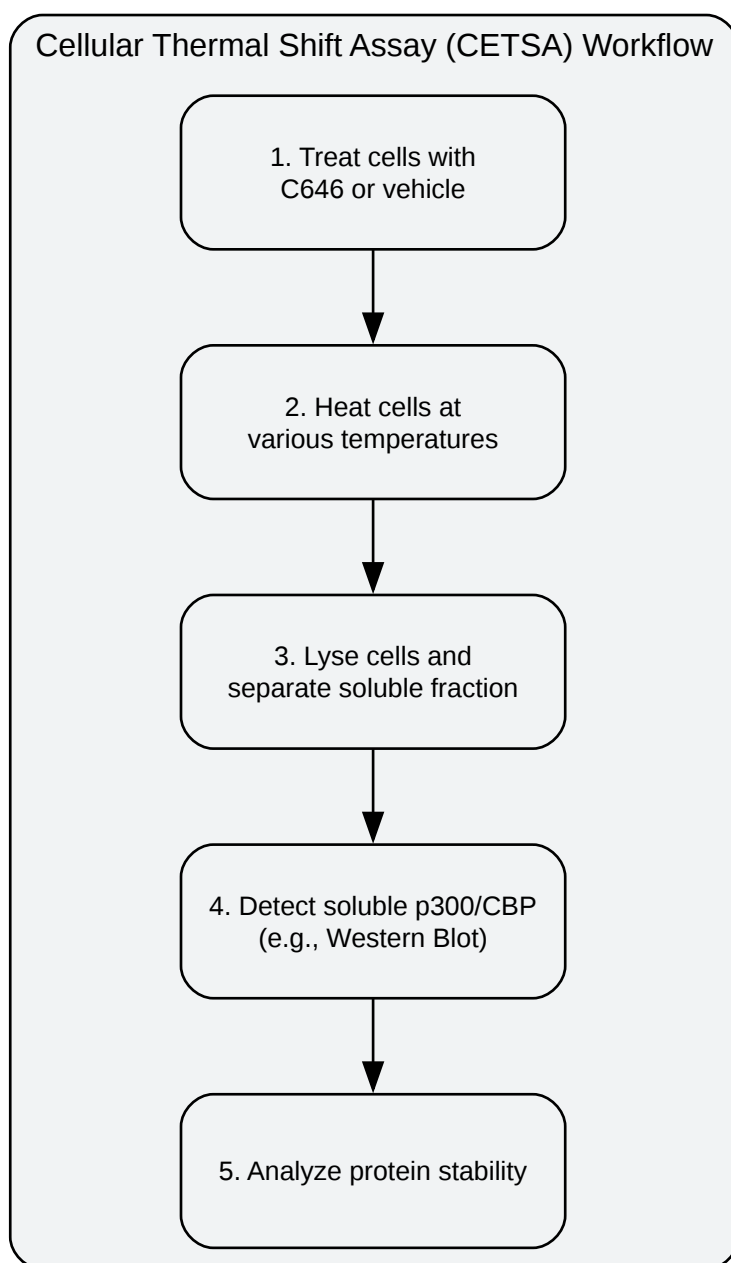 Cellular Thermal Shift Assay (CETSA) Workflow
1. Treat cells with
C646 or vehicle
2. Heat cells at
various temperatures
3. Lyse cells and
separate soluble fraction
4. Detect soluble p300/CBP
(e.g., Western Blot)
5. Analyze protein stability